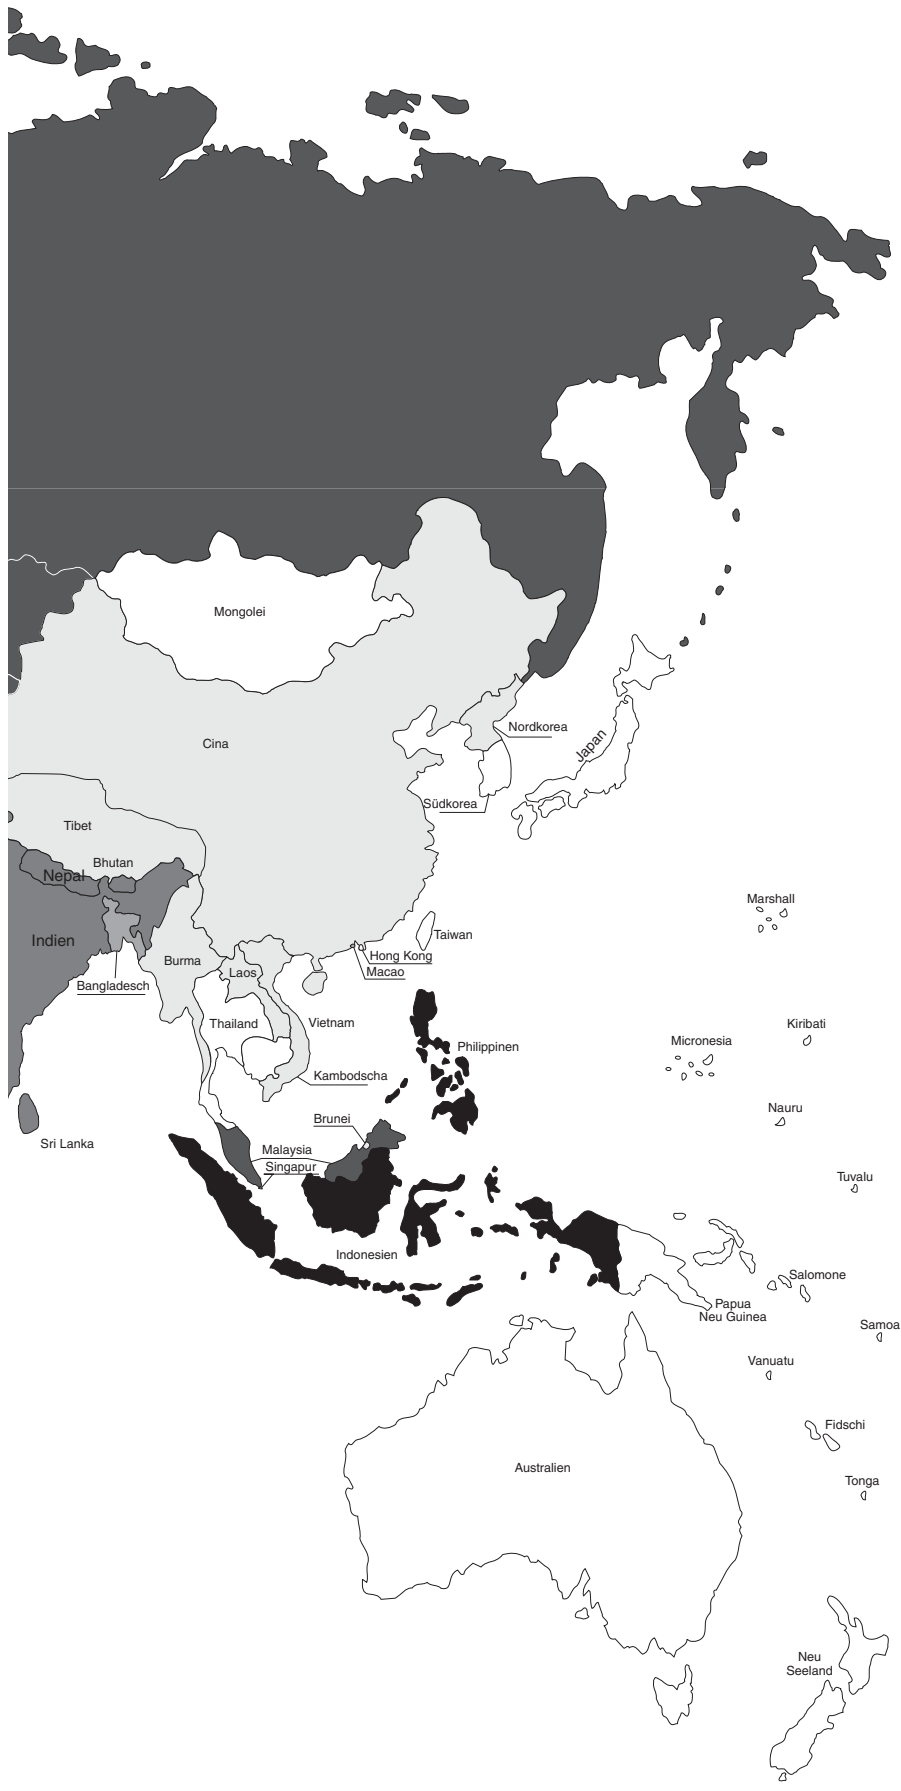 Mongolei
Nordkorea
Japan
Cina
Südkorea
Tibet
Bhutan
Nepal
Marshall
Taiwan
Indien
Hong Kong
Burma
Laos
Macao
Bangladesch
Thailand
Vietnam
Kiribati
Micronesia
Philippinen
Kambodscha
Nauru
Brunei
Sri Lanka
Malaysia
Singapur
Tuvalu
Indonesien
Salomone
Papua
Neu Guinea
Samoa
Vanuatu
Fidschi
Australien
Tonga
Neu
Seeland